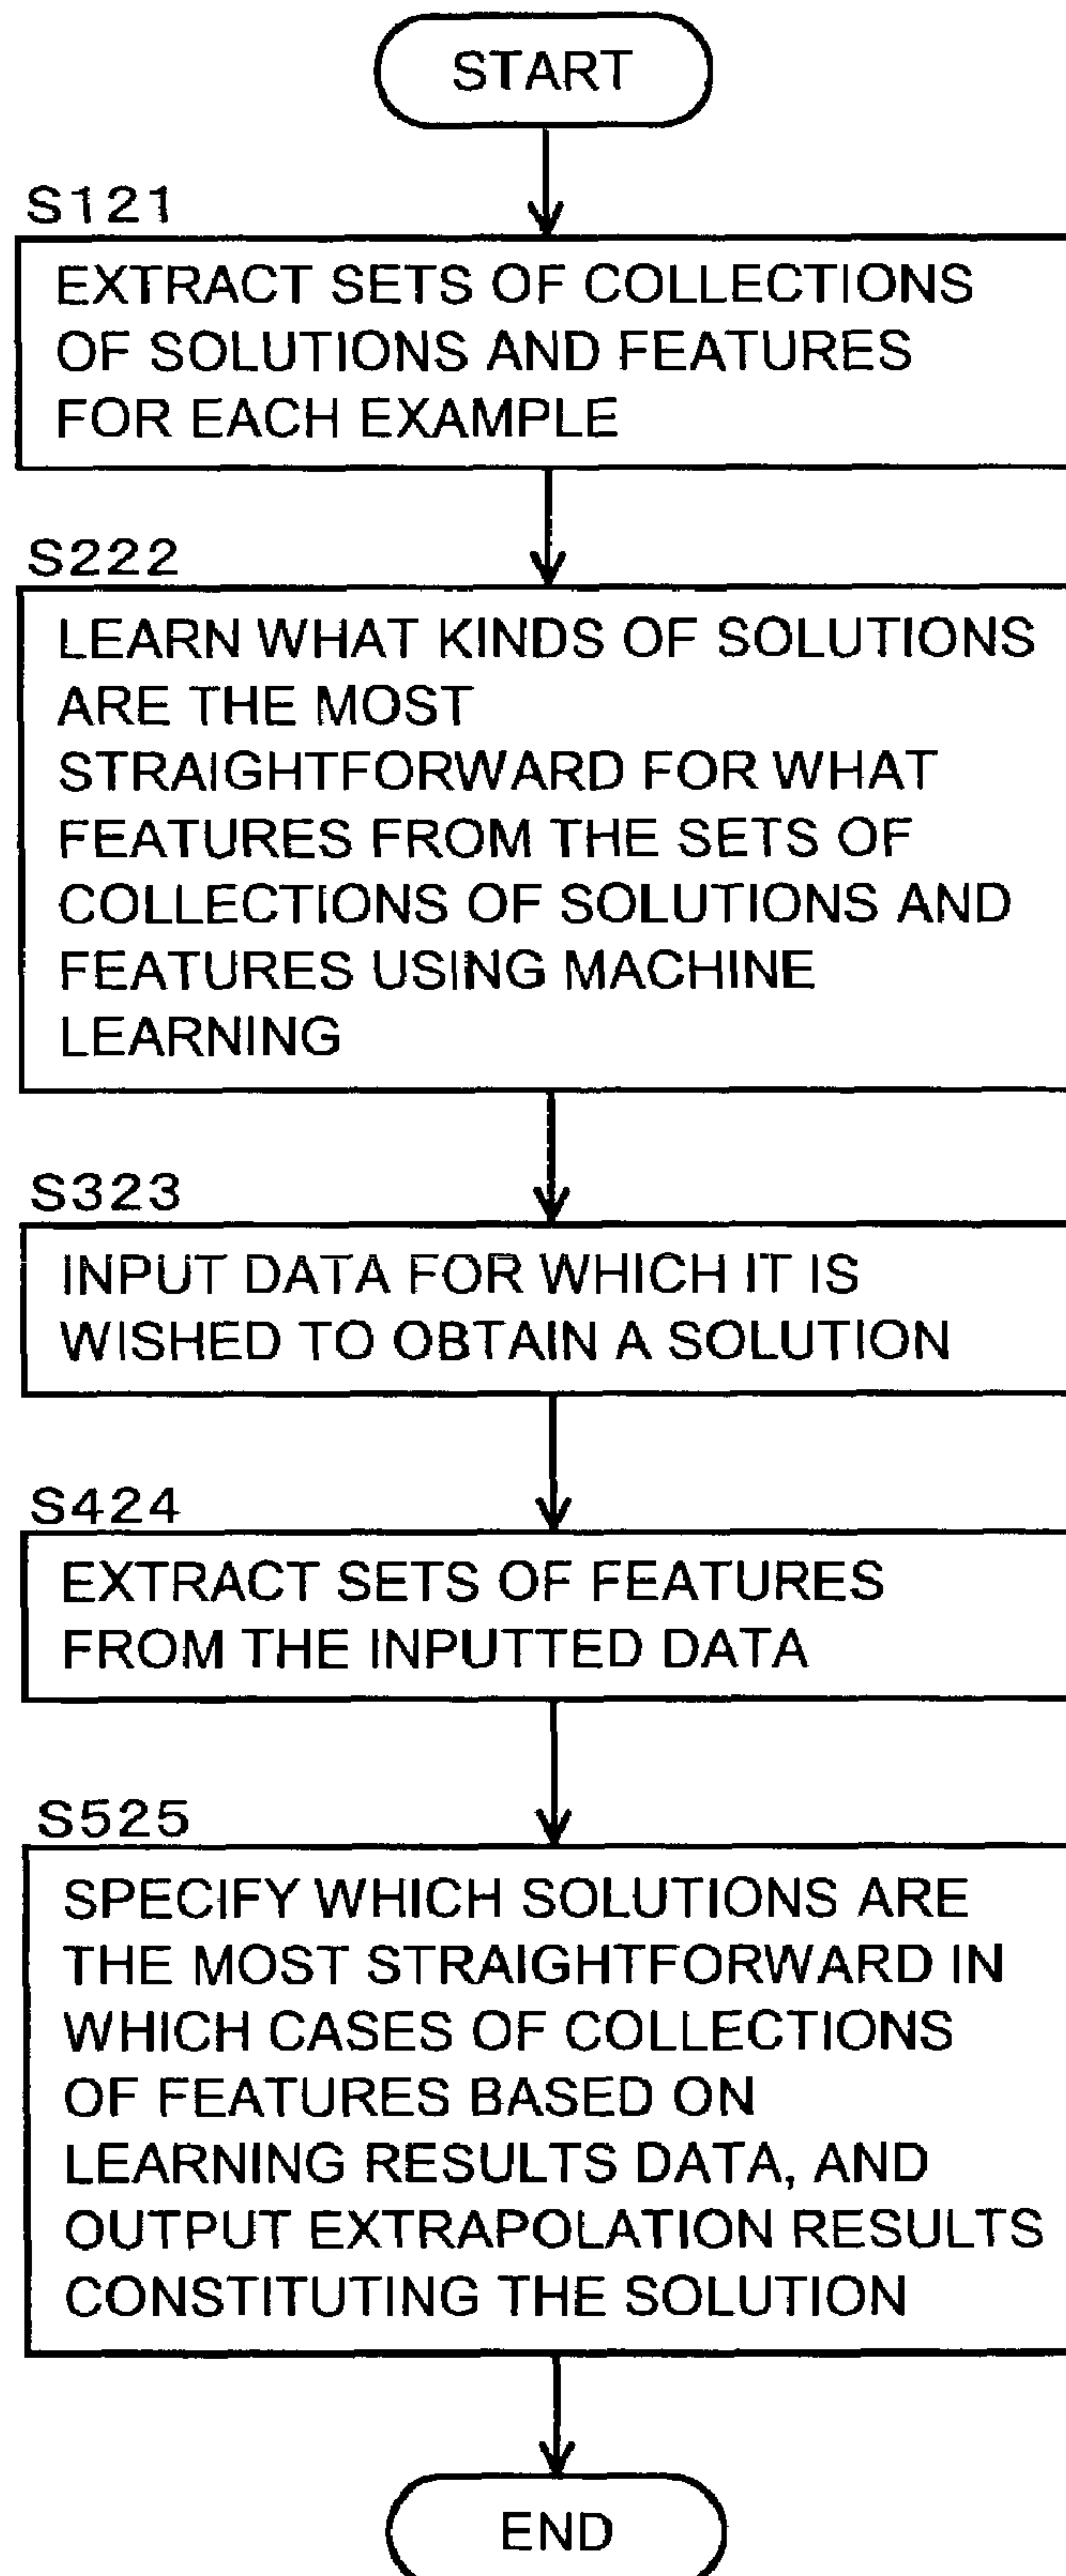 START
S121
EXTRACT SETS OF COLLECTIONS
OF SOLUTIONS AND FEATURES
FOR EACH EXAMPLE
S222
LEARN WHAT KINDS OF SOLUTIONS
ARE THE MOST
STRAIGHTFORWARD FOR WHAT
FEATURES FROM THE SETS OF
COLLECTIONS OF SOLUTIONS AND
FEATURES USING MACHINE
LEARNING
S323
INPUT DATA FOR WHICH IT IS
WISHED TO OBTAIN A SOLUTION
S424
EXTRACT SETS OF FEATURES
FROM THE INPUTTED DATA
S525
SPECIFY WHICH SOLUTIONS ARE
THE MOST STRAIGHTFORWARD IN
WHICH CASES OF COLLECTIONS
OF FEATURES BASED ON
LEARNING RESULTS DATA, AND
OUTPUT EXTRAPOLATION RESULTS
CONSTITUTING THE SOLUTION
END